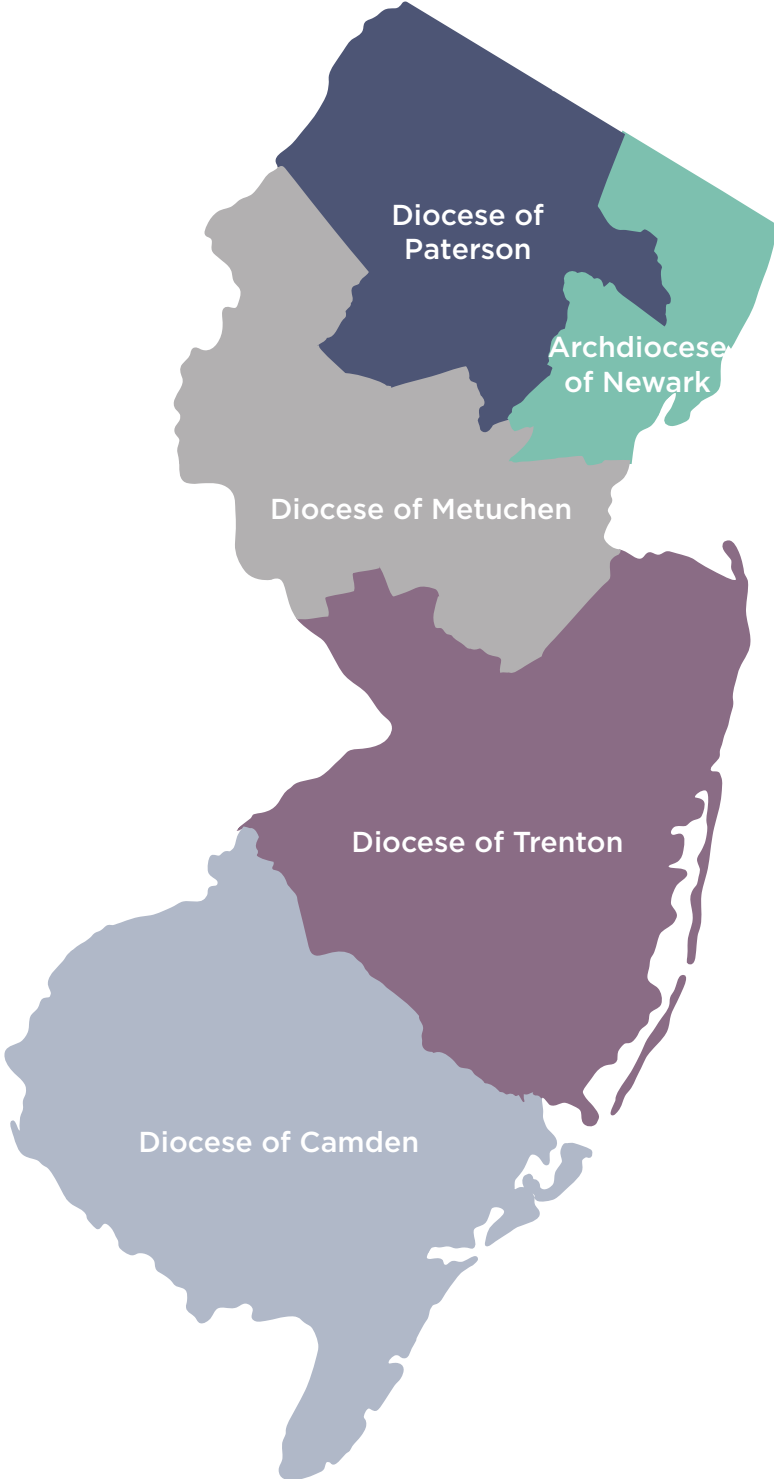 Diocese of
Paterson
Archdiocese
of Newark
Diocese of Metuchen
Diocese of Trenton
Diocese of Camden